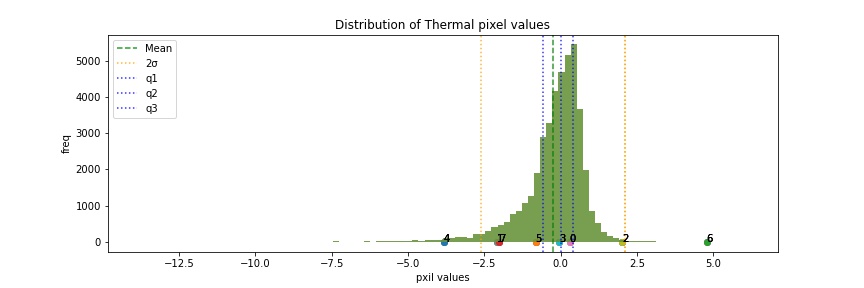 Distribution of Thermal pixel values
Mean
2σ
q1
q2
q3
freq
5000
4000
3000
2000
1000
0
4 7 5 3 0 2 6
−12.5 −10.0 −7.5 −5.0 −2.5 0.0 2.5 5.0
pxil values